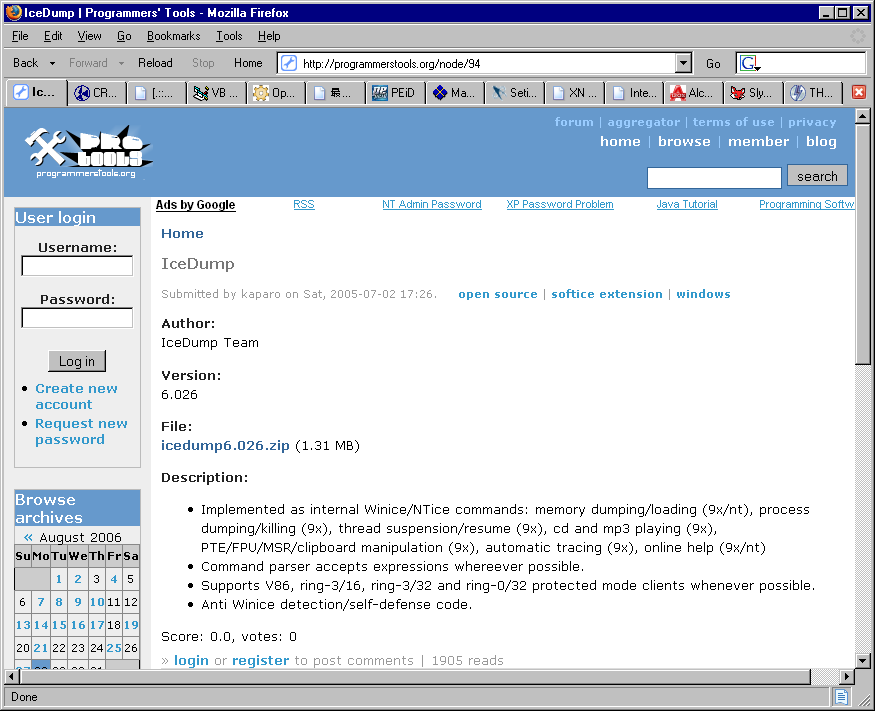 IceDump | Programmers' Tools - Mozilla Firefox
File Edit View Go Bookmarks Tools Help
Back Forward Reload Stop Home http://programmerstools.org/node/94 Go G
Ic... CR... [.::.. VB ... Op... 最... PEiD Ma... Seti... XN ... Inte... Alc... Sly... TH...
forum | aggregator | terms of use | privacy
home | browse | member | blog
PRG
TOOLS
programmerstools.org
search
Ads by Google RSS NT Admin Password XP Password Problem Java Tutorial Programming Softw
User login
Username:
Password:
Log in
Create new
account
Request new
password
Browse
archives
« August 2006
Su Mo Tu We Th Fr Sa
1 2 3 4 5
6 7 8 9 10 11 12
13 14 15 16 17 18 19
20 21 22 23 24 25 26
Home
IceDump
Submitted by kaparo on Sat, 2005-07-02 17:26. open source | softice extension | windows
Author:
IceDump Team
Version:
6.026
File:
icedump6.026.zip (1.31 MB)
Description:
• Implemented as internal Winice/NTice commands: memory dumping/loading (9x/nt), process
dumping/killing (9x), thread suspension/resume (9x), cd and mp3 playing (9x),
PTE/FPU/MSR/clipboard manipulation (9x), automatic tracing (9x), online help (9x/nt)
• Command parser accepts expressions whereever possible.
• Supports V86, ring-3/16, ring-3/32 and ring-0/32 protected mode clients whenever possible.
• Anti Winice detection/self-defense code.
Score: 0.0, votes: 0
» login or register to post comments | 1905 reads
Done